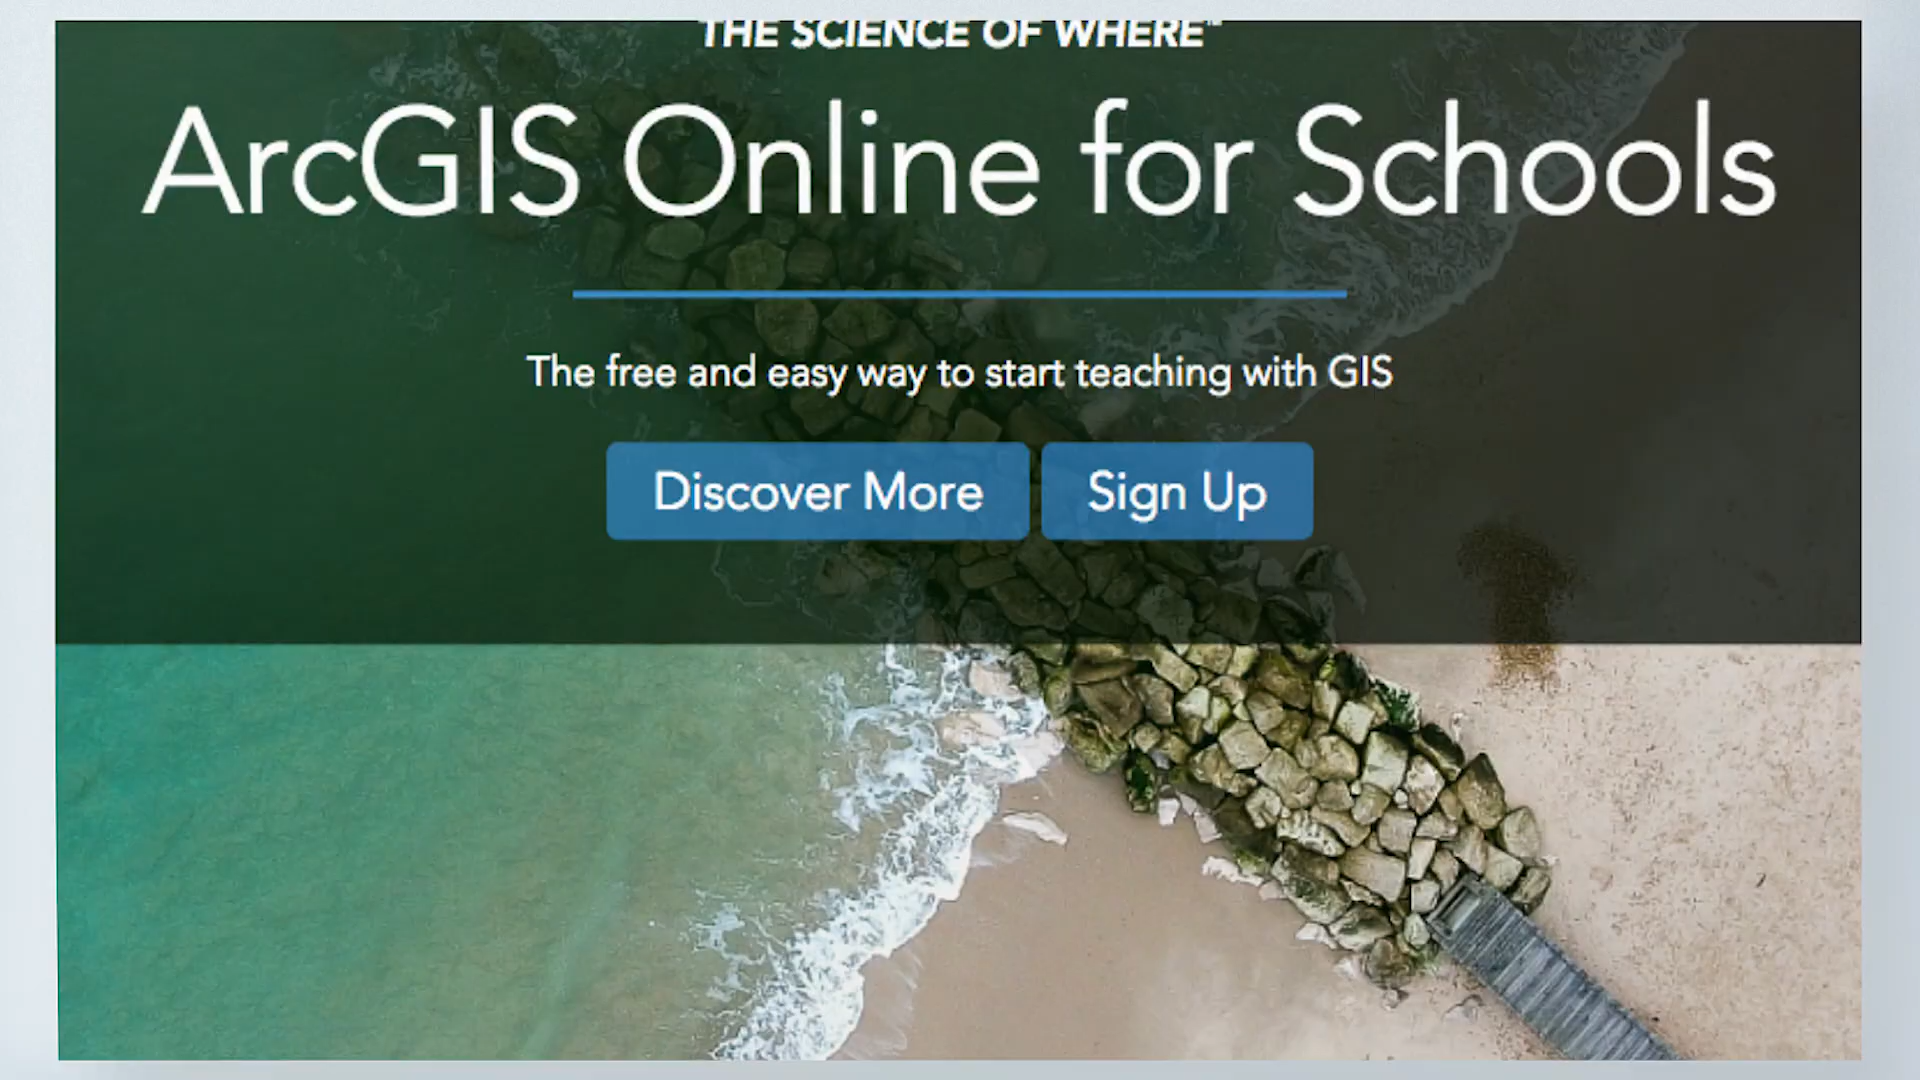 THE SCIENCE OF WHERE™
ArcGIS Online for Schools
The free and easy way to start teaching with GIS
Discover More
Sign Up